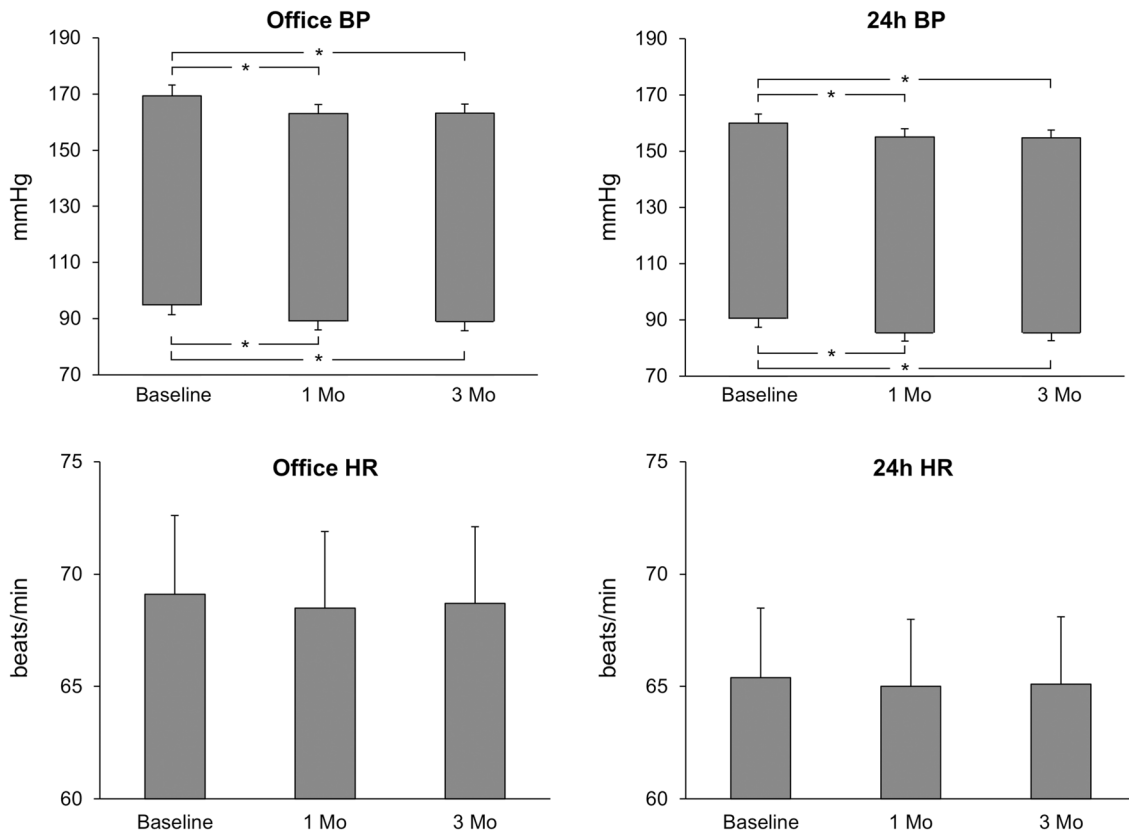 Office BP
190
170
150
130
110
90
70
mmHg
*
*
*
*
Baseline
1 Mo
3 Mo
24h BP
190
170
150
130
110
90
70
mmHg
*
*
*
*
Baseline
1 Mo
3 Mo
Office HR
75
70
65
60
beats/min
Baseline
1 Mo
3 Mo
24h HR
75
70
65
60
beats/min
Baseline
1 Mo
3 Mo